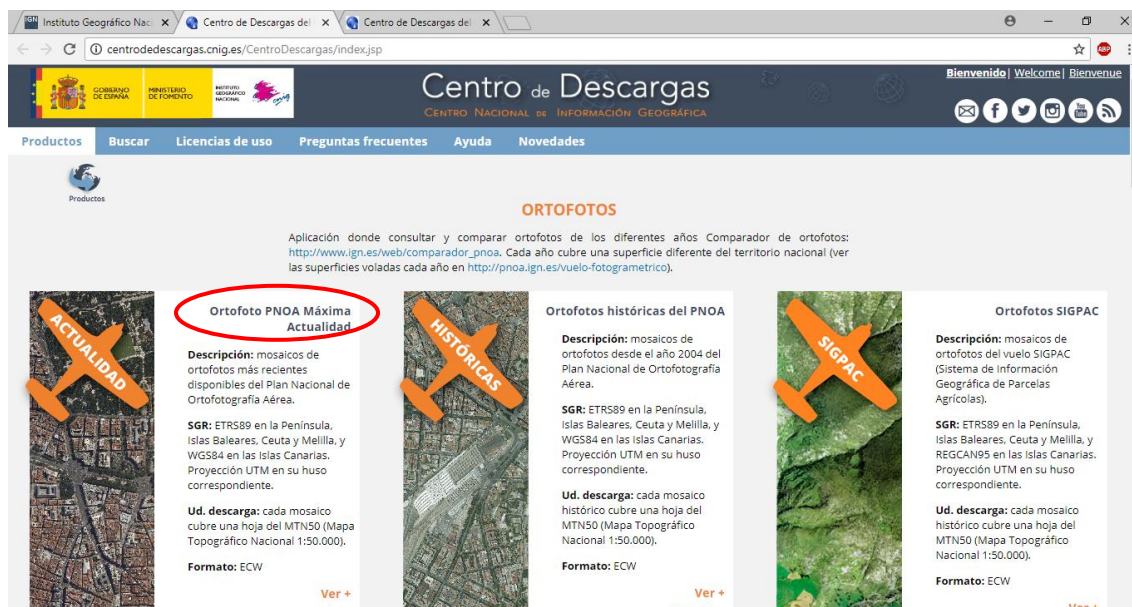 Instituto Geográfico Naci
Centro de Descargas del
Centro de Descargas del
centrodedescargas.cnig.es/CentroDescargas/index.jsp
ABP
GOBIERNO
DE ESPAÑA
MINISTERIO
DE FOMENTO
INSTITUTO
GEOGRÁFICO
NACIONAL
cnig
Centro de Descargas
CENTRO NACIONAL DE INFORMACIÓN GEOGRÁFICA
Bienvenido| Welcome| Bienvenue
Productos Buscar Licencias de uso Preguntas frecuentes Ayuda Novedades
Productos
ORTOFOTOS
Aplicación donde consultar y comparar ortofotos de los diferentes años Comparador de ortofotos:
http://www.ign.es/web/comparador_pnoa. Cada año cubre una superficie diferente del territorio nacional (ver
las superficies voladas cada año en http://pnoa.ign.es/vuelo-fotogrametrico).
ACTUALIDAD
Ortofoto PNOA Máxima
Actualidad
Descripción: mosaicos de
ortofotos más recientes
disponibles del Plan Nacional de
Ortofotografía Aérea.
SGR: ETRS89 en la Península,
Islas Baleares, Ceuta y Melilla, y
WGS84 en las Islas Canarias.
Proyección UTM en su huso
correspondiente.
Ud. descarga: cada mosaico
cubre una hoja del MTN50 (Mapa
Topográfico Nacional 1:50.000).
Formato: ECW
Ver +
HISTÓRICAS
Ortofotos históricas del PNOA
Descripción: mosaicos de
ortofotos desde el año 2004 del
Plan Nacional de Ortofotografía
Aérea.
SGR: ETRS89 en la Península,
Islas Baleares, Ceuta y Melilla, y
WGS84 en las Islas Canarias.
Proyección UTM en su huso
correspondiente.
Ud. descarga: cada mosaico
histórico cubre una hoja del
MTN50 (Mapa Topográfico
Nacional 1:50.000).
Formato: ECW
Ver +
SIGPAC
Ortofotos SIGPAC
Descripción: mosaicos de
ortofotos del vuelo SIGPAC
(Sistema de Información
Geográfica de Parcelas
Agrícolas).
SGR: ETRS89 en la Península,
Islas Baleares, Ceuta y Melilla, y
REGCAN95 en las Islas Canarias.
Proyección UTM en su huso
correspondiente.
Ud. descarga: cada mosaico
histórico cubre una hoja del
MTN50 (Mapa Topográfico
Nacional 1:50.000).
Formato: ECW
Ver +